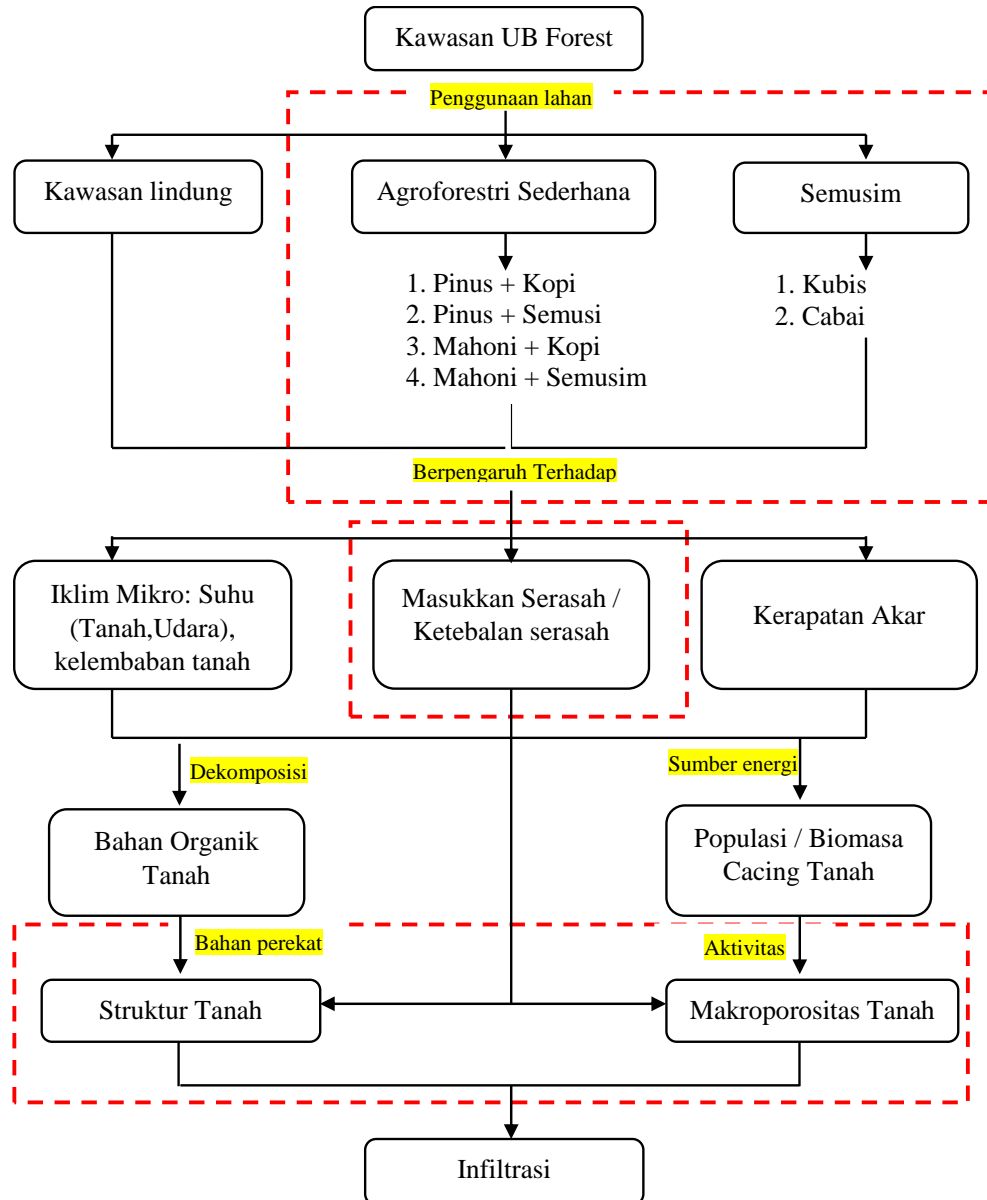 Kawasan UB Forest
Penggunaan lahan
Kawasan lindung
Agroforestri Sederhana
Semusim
1. Pinus + Kopi
2. Pinus + Semusi
3. Mahoni + Kopi
4. Mahoni + Semusim
1. Kubis
2. Cabai
Berpengaruh Terhadap
Iklim Mikro: Suhu
(Tanah,Udara),
kelembaban tanah
Masukkan Serasah /
Ketebalan serasah
Kerapatan Akar
Dekomposisi
Sumber energi
Bahan Organik
Tanah
Populasi / Biomasa
Cacing Tanah
Bahan perekat
Aktivitas
Struktur Tanah
Makroporositas Tanah
Infiltrasi